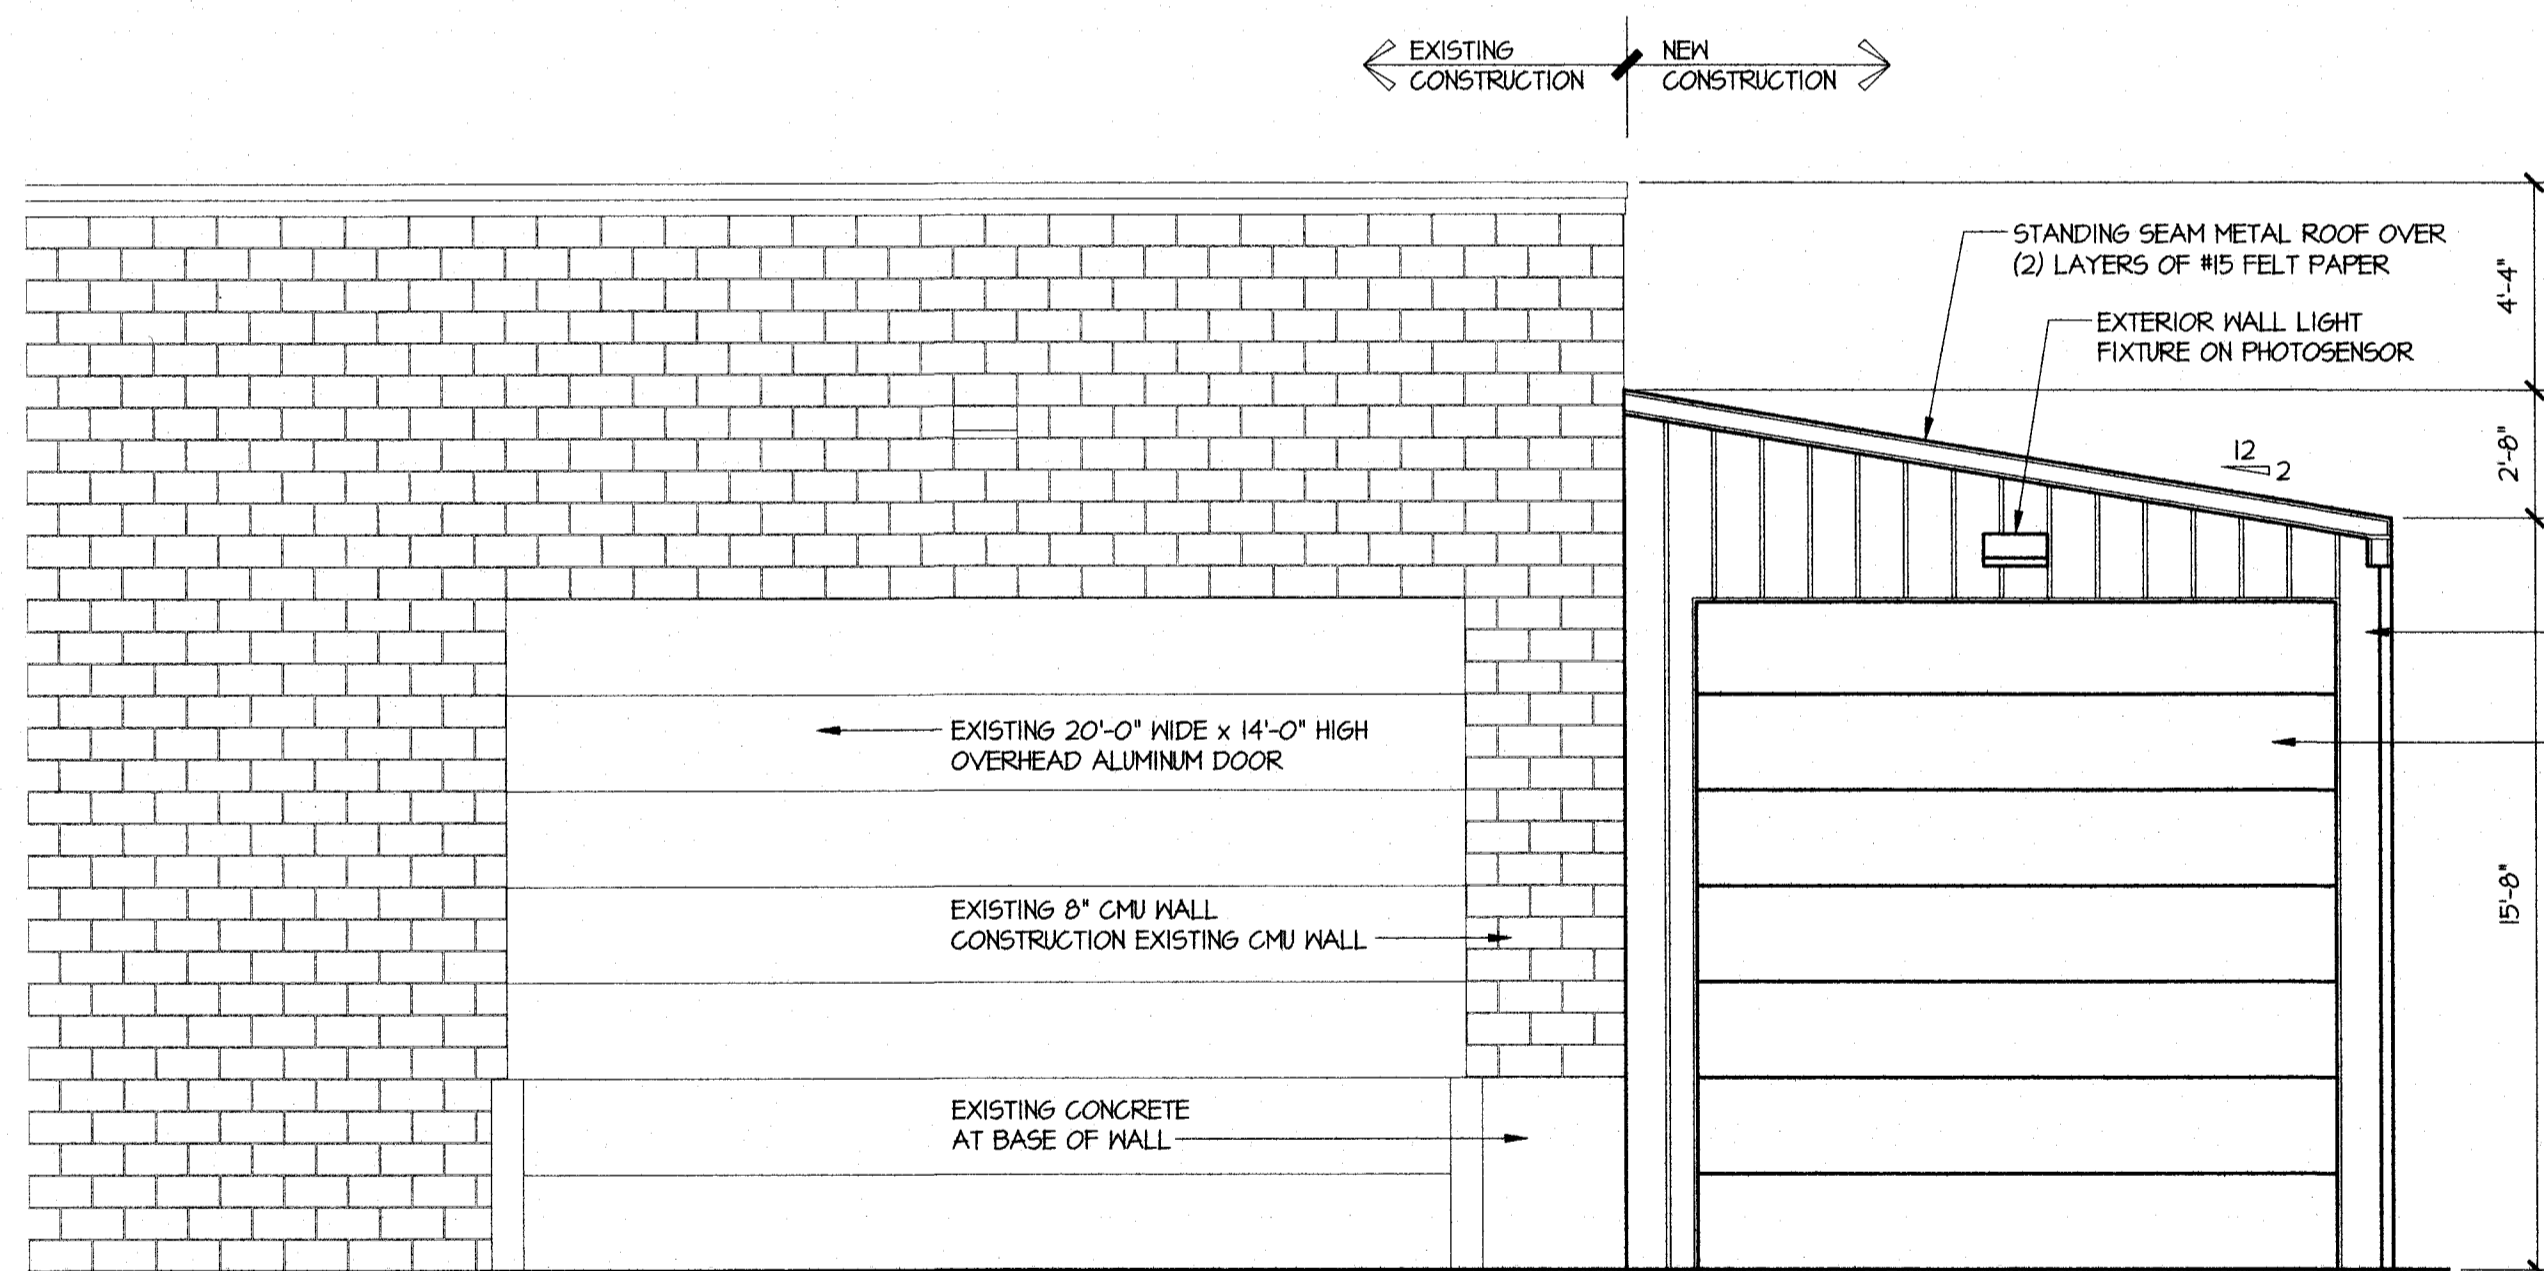 EXISTING
CONSTRUCTION
NEW
CONSTRUCTION
STANDING SEAM METAL ROOF OVER
(2) LAYERS OF #15 FELT PAPER
EXTERIOR WALL LIGHT
FIXTURE ON PHOTOSENSOR
4'-4"
12
2
2'-8"
EXISTING 20'-0" WIDE x 14'-0" HIGH
OVERHEAD ALUMINUM DOOR
EXISTING 8" CMU WALL
CONSTRUCTION EXISTING CMU WALL
15'-8"
EXISTING CONCRETE
AT BASE OF WALL